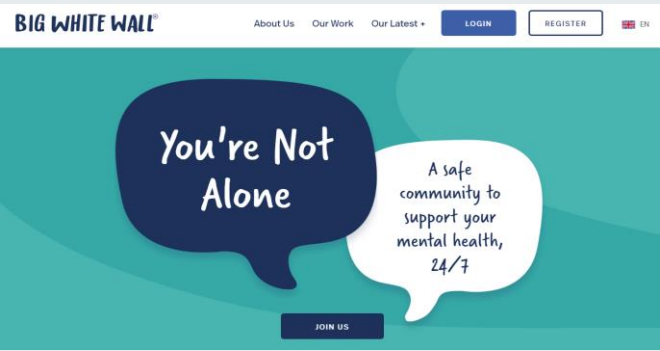 BIG WHITE WALL®
About Us Our Work Our Latest + LOGIN REGISTER EN
You're Not
Alone
A safe
community to
support your
mental health,
24/7
JOIN US